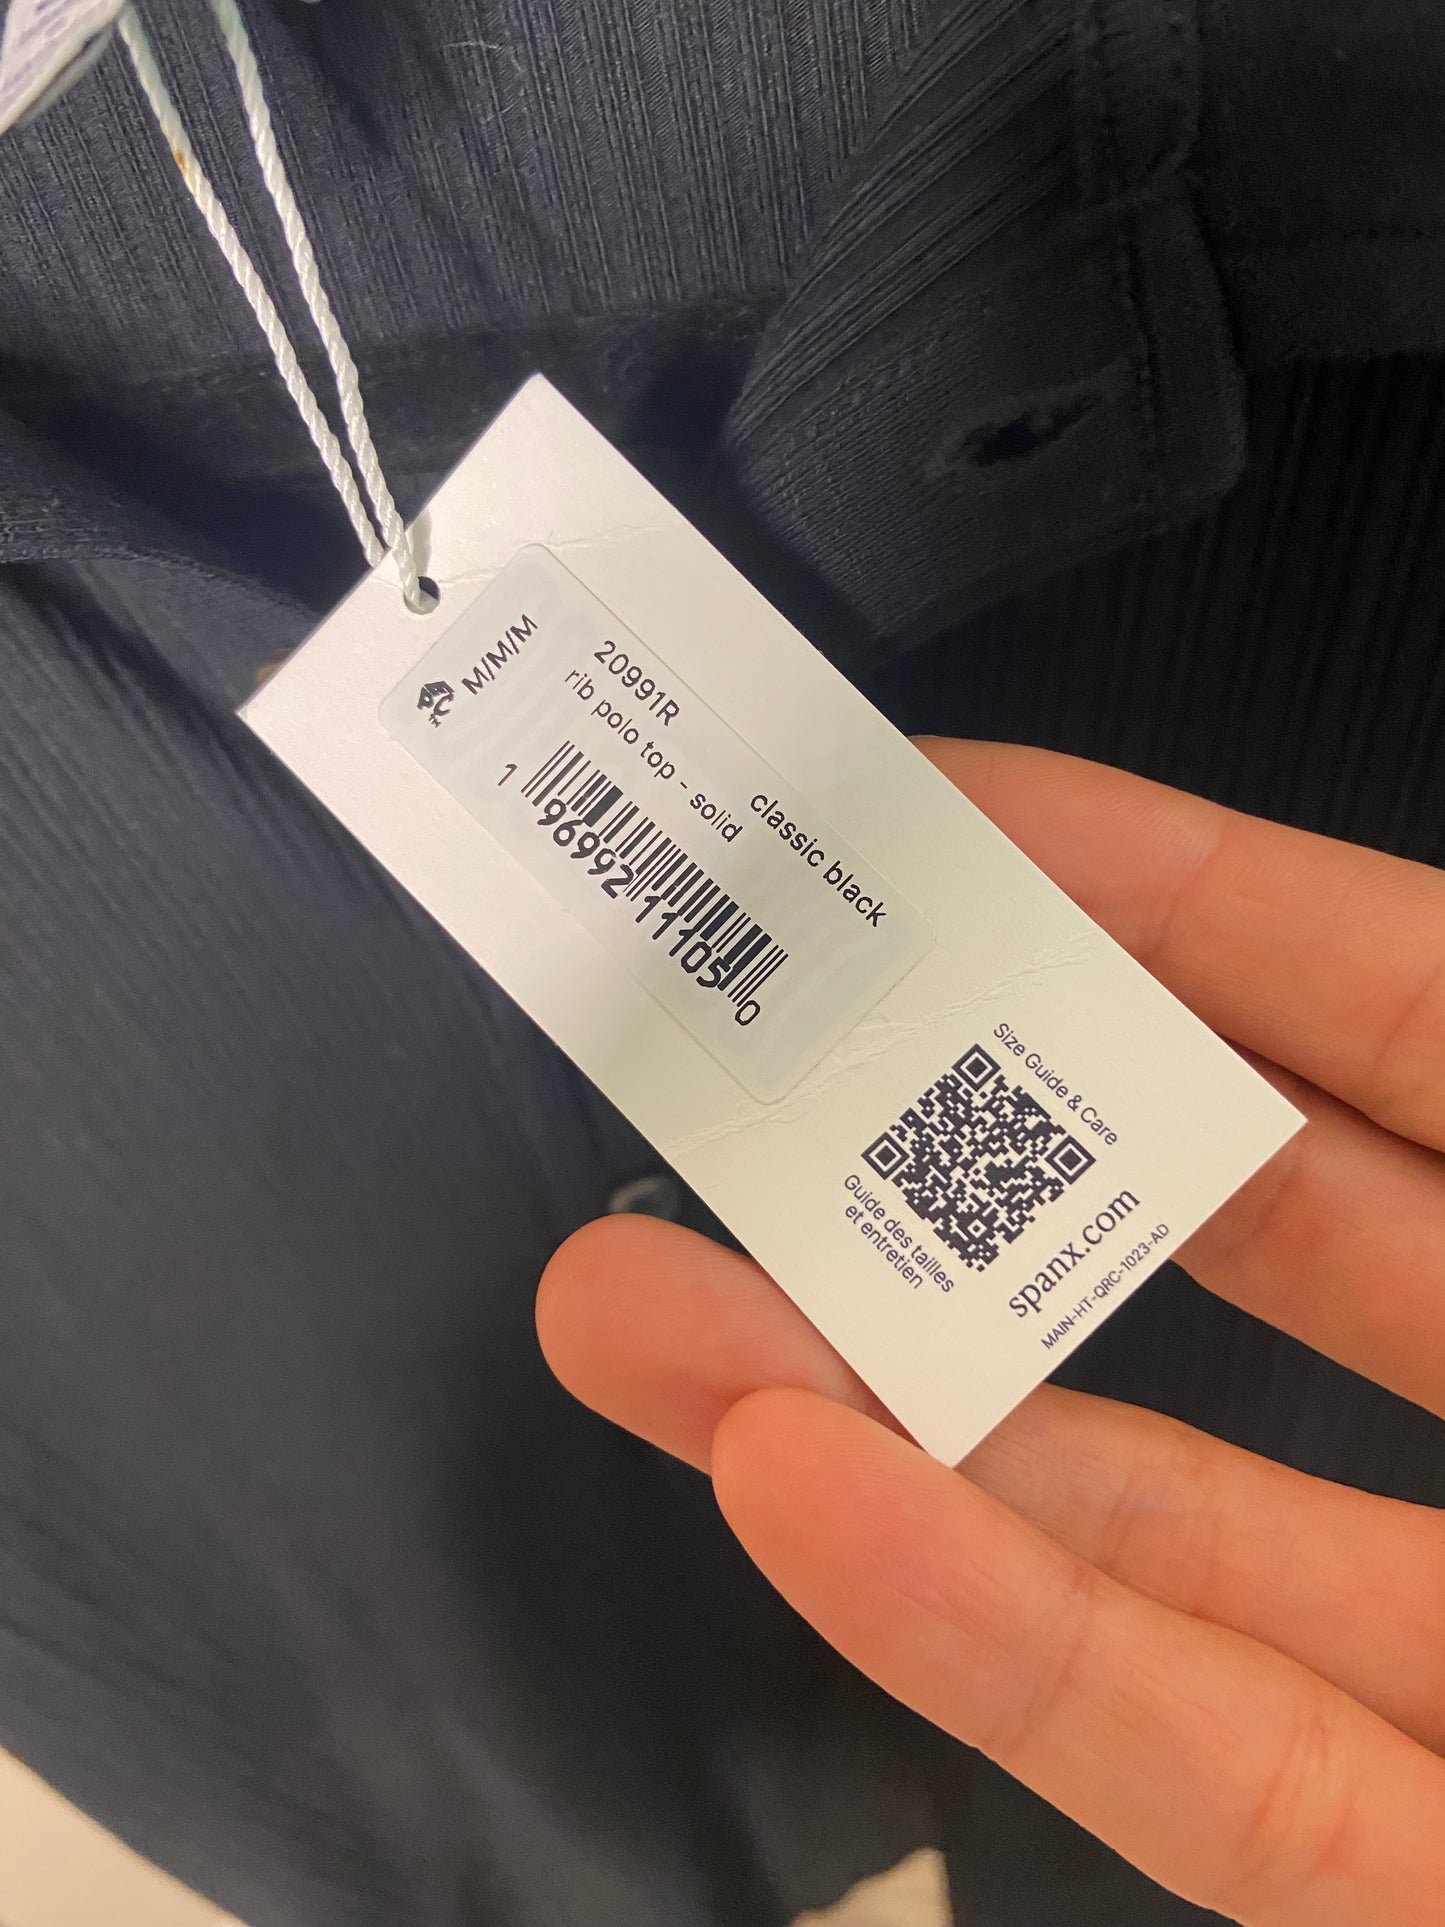 M/M/M
20991R
classic black
rib polo top - solid
1 96992 11105 0
Size Guide & Care
Guide des tailles
et entretien
spanx.com
MAIN-HT-QRC-1023-AD